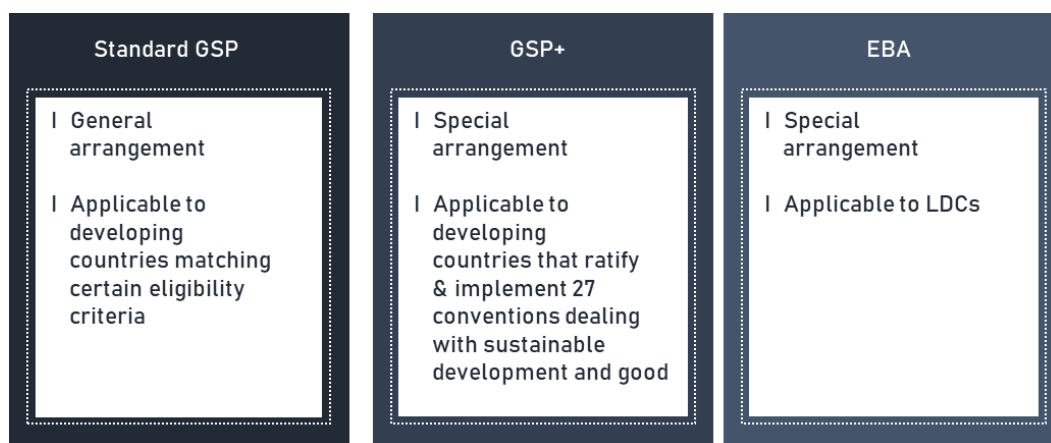 Standard GSP
I General
arrangement
I Applicable to
developing
countries matching
certain eligibility
criteria
GSP+
I Special
arrangement
I Applicable to
developing
countries that ratify
& implement 27
conventions dealing
with sustainable
development and good
EBA
I Special
arrangement
I Applicable to LDCs